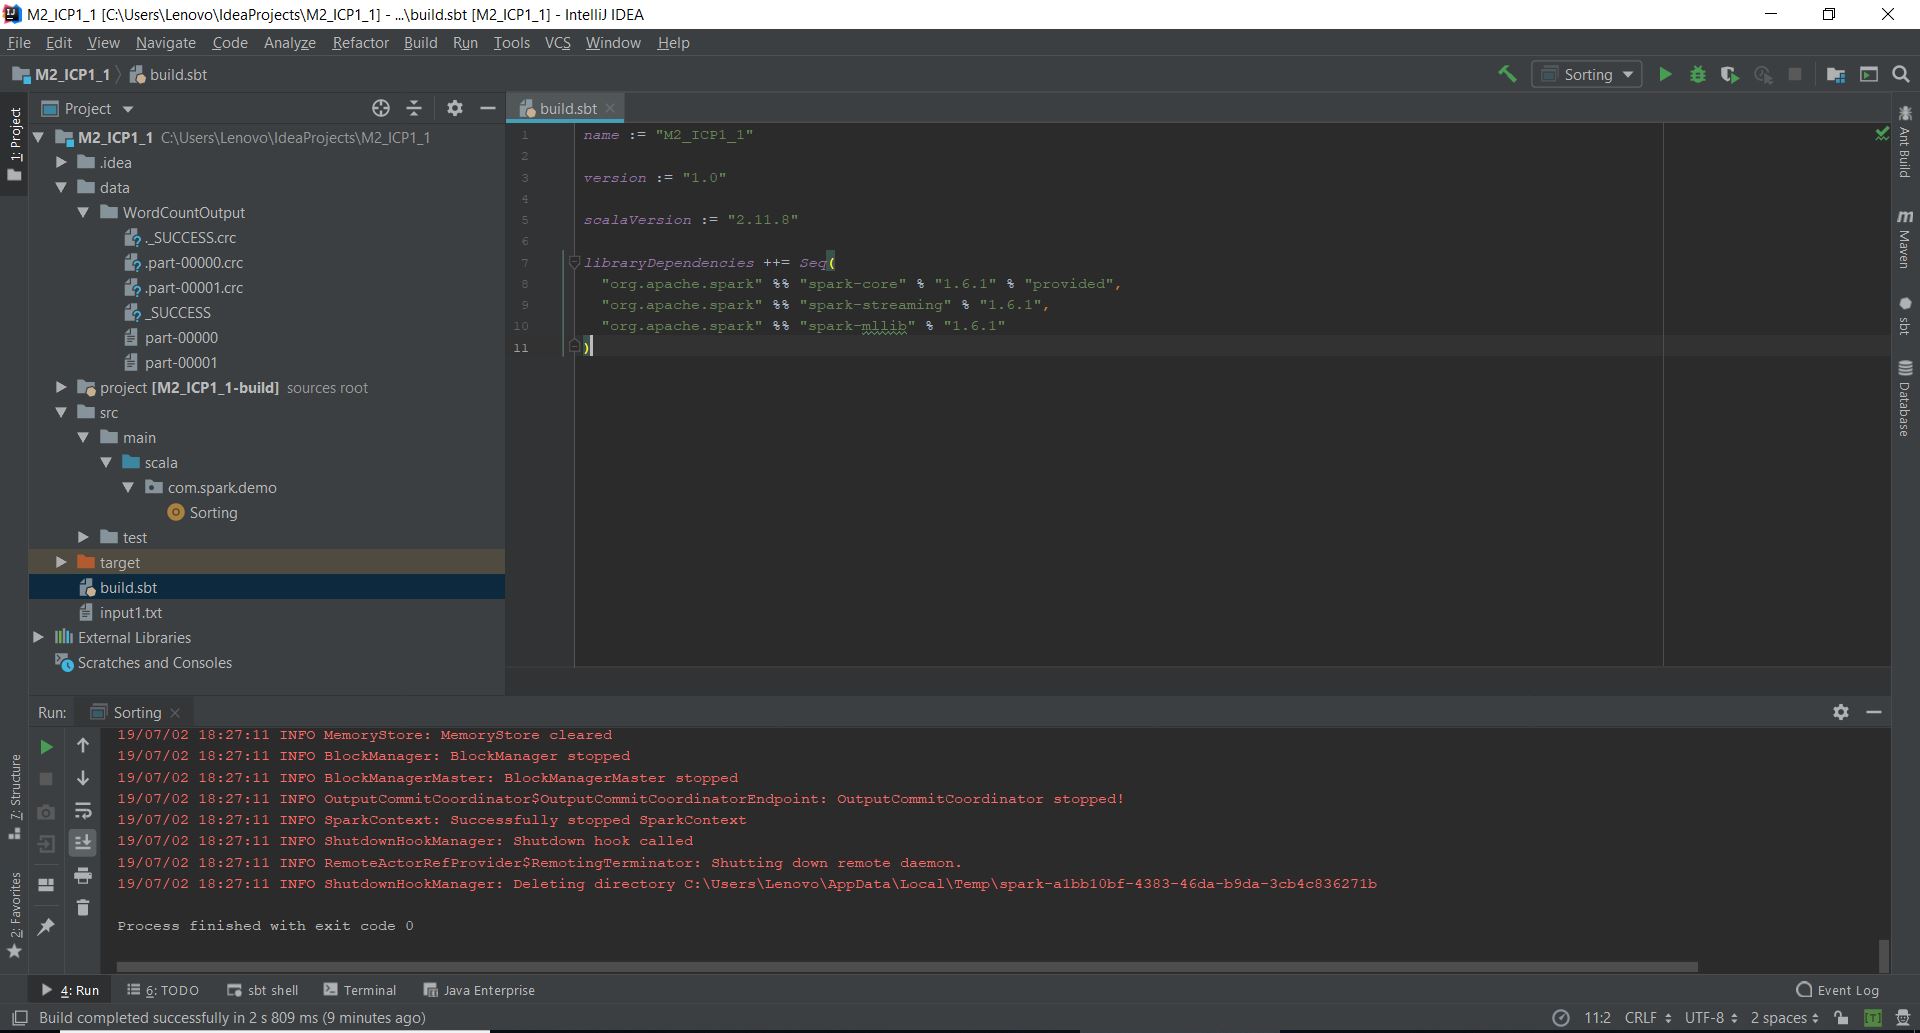 M2_ICP1_1 [C:\Users\Lenovo\IdeaProjects\M2_ICP1_1] - ...\build.sbt [M2_ICP1_1] - IntelliJ IDEA
File Edit View Navigate Code Analyze Refactor Build Run Tools VCS Window Help
M2_ICP1_1 build.sbt Sorting
Project
build.sbt
1: Project
M2_ICP1_1 C:\Users\Lenovo\IdeaProjects\M2_ICP1_1
.idea
data
WordCountOutput
._SUCCESS.crc
.part-00000.crc
.part-00001.crc
_SUCCESS
part-00000
part-00001
project [M2_ICP1_1-build] sources root
src
main
scala
com.spark.demo
Sorting
test
target
build.sbt
input1.txt
External Libraries
Scratches and Consoles
1 name := "M2_ICP1_1"
2
3 version := "1.0"
4
5 scalaVersion := "2.11.8"
6
7 libraryDependencies ++= Seq(
8 "org.apache.spark" %% "spark-core" % "1.6.1" % "provided",
9 "org.apache.spark" %% "spark-streaming" % "1.6.1",
10 "org.apache.spark" %% "spark-mllib" % "1.6.1"
11 )
Ant Build
Maven
sbt
Database
Run: Sorting
19/07/02 18:27:11 INFO MemoryStore: MemoryStore cleared
19/07/02 18:27:11 INFO BlockManager: BlockManager stopped
19/07/02 18:27:11 INFO BlockManagerMaster: BlockManagerMaster stopped
19/07/02 18:27:11 INFO OutputCommitCoordinator$OutputCommitCoordinatorEndpoint: OutputCommitCoordinator stopped!
19/07/02 18:27:11 INFO SparkContext: Successfully stopped SparkContext
19/07/02 18:27:11 INFO ShutdownHookManager: Shutdown hook called
19/07/02 18:27:11 INFO RemoteActorRefProvider$RemotingTerminator: Shutting down remote daemon.
19/07/02 18:27:11 INFO ShutdownHookManager: Deleting directory C:\Users\Lenovo\AppData\Local\Temp\spark-a1bb10bf-4383-46da-b9da-3cb4c836271b
Process finished with exit code 0
7: Structure
2: Favorites
4: Run 6: TODO sbt shell Terminal Java Enterprise Event Log
Build completed successfully in 2 s 809 ms (9 minutes ago) 11:2 CRLF UTF-8 2 spaces [T]